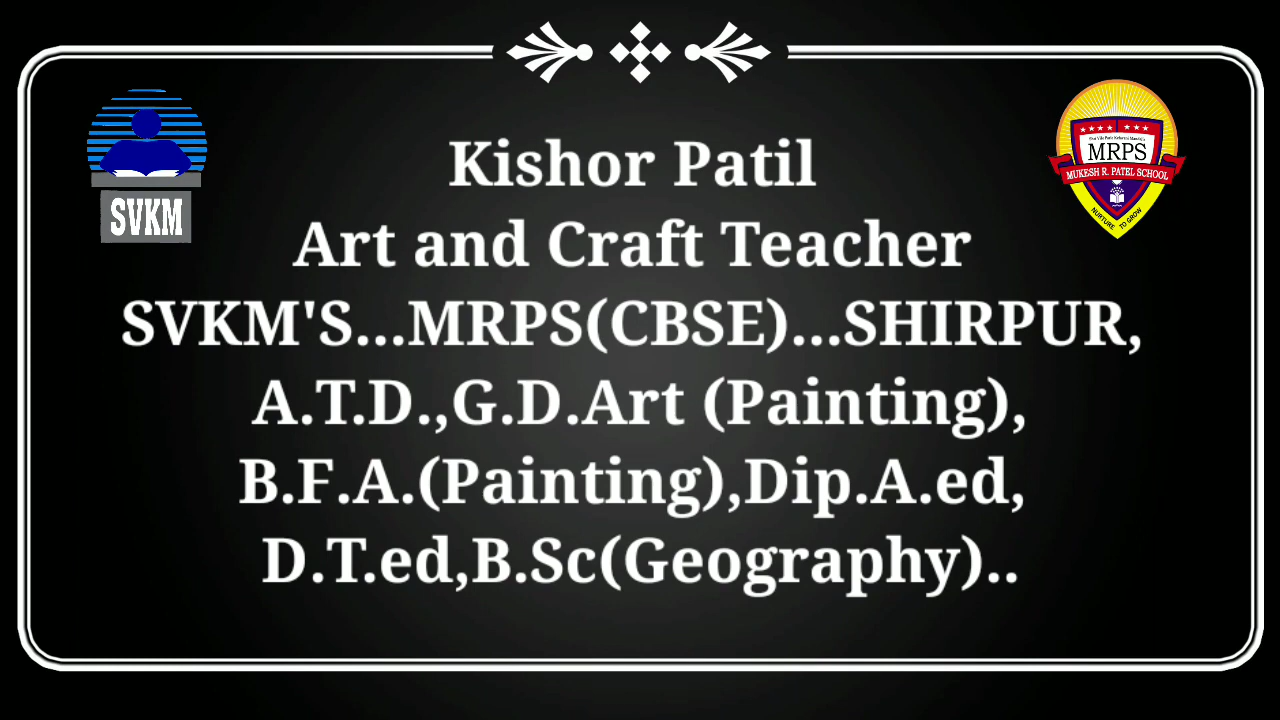 Kishor Patil
Art and Craft Teacher
SVKM'S...MRPS(CBSE)...SHIRPUR,
A.T.D.,G.D.Art (Painting),
B.F.A.(Painting),Dip.A.ed,
D.T.ed,B.Sc(Geography)..
SVKM
MRPS
MUKESH R. PATEL SCHOOL
NURTURE TO GROW